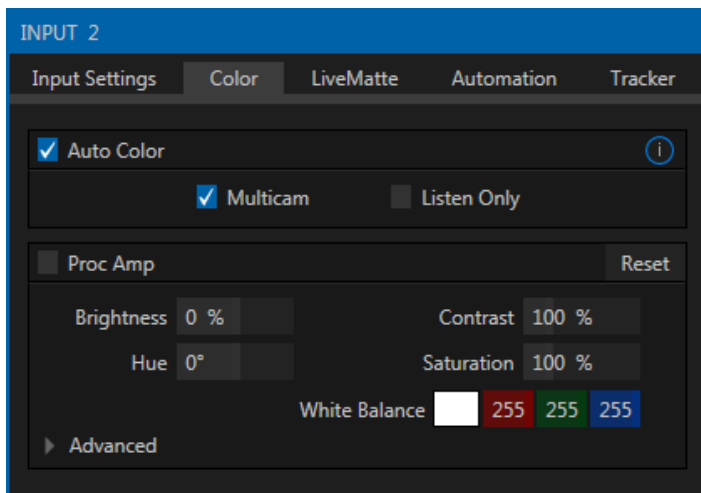 INPUT 2
Input Settings Color LiveMatte Automation Tracker
Auto Color i
Multicam Listen Only
Proc Amp Reset
Brightness 0 % Contrast 100 %
Hue 0° Saturation 100 %
White Balance 255 255 255
Advanced